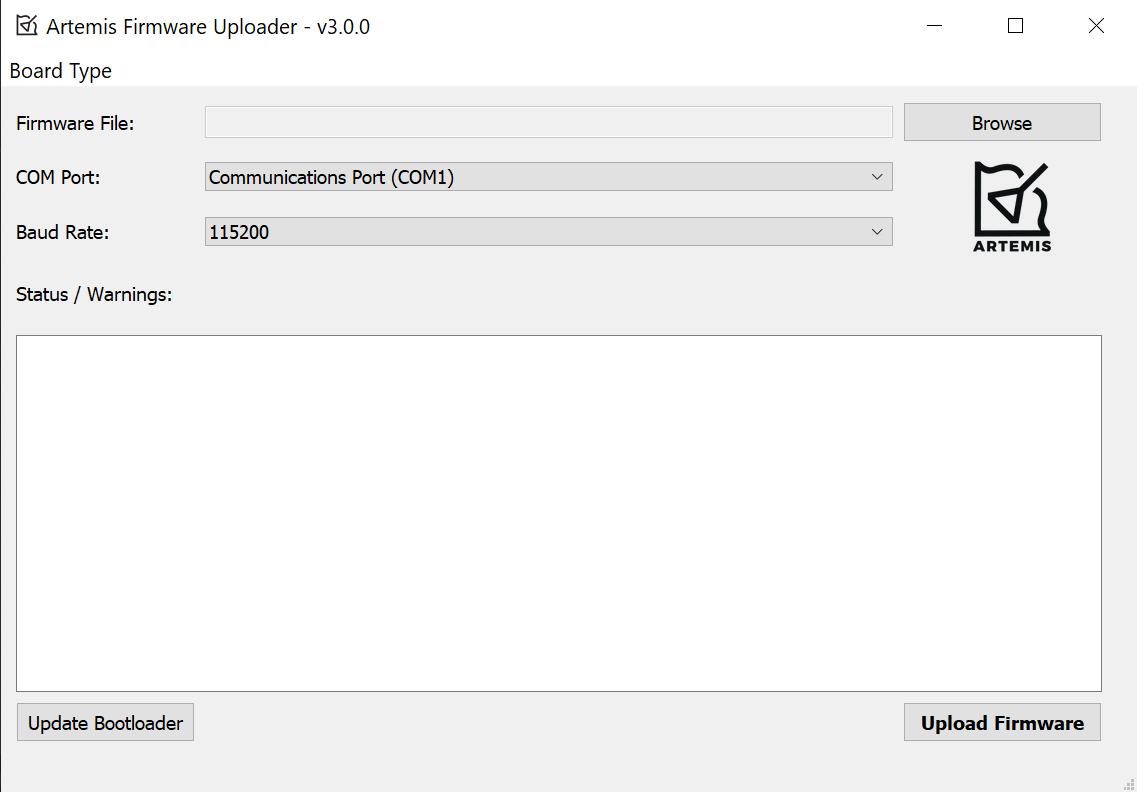 Artemis Firmware Uploader - v3.0.0
Board Type
Firmware File:
Browse
COM Port:
Communications Port (COM1)
ARTEMIS
Baud Rate:
115200
Status / Warnings:
Update Bootloader
Upload Firmware